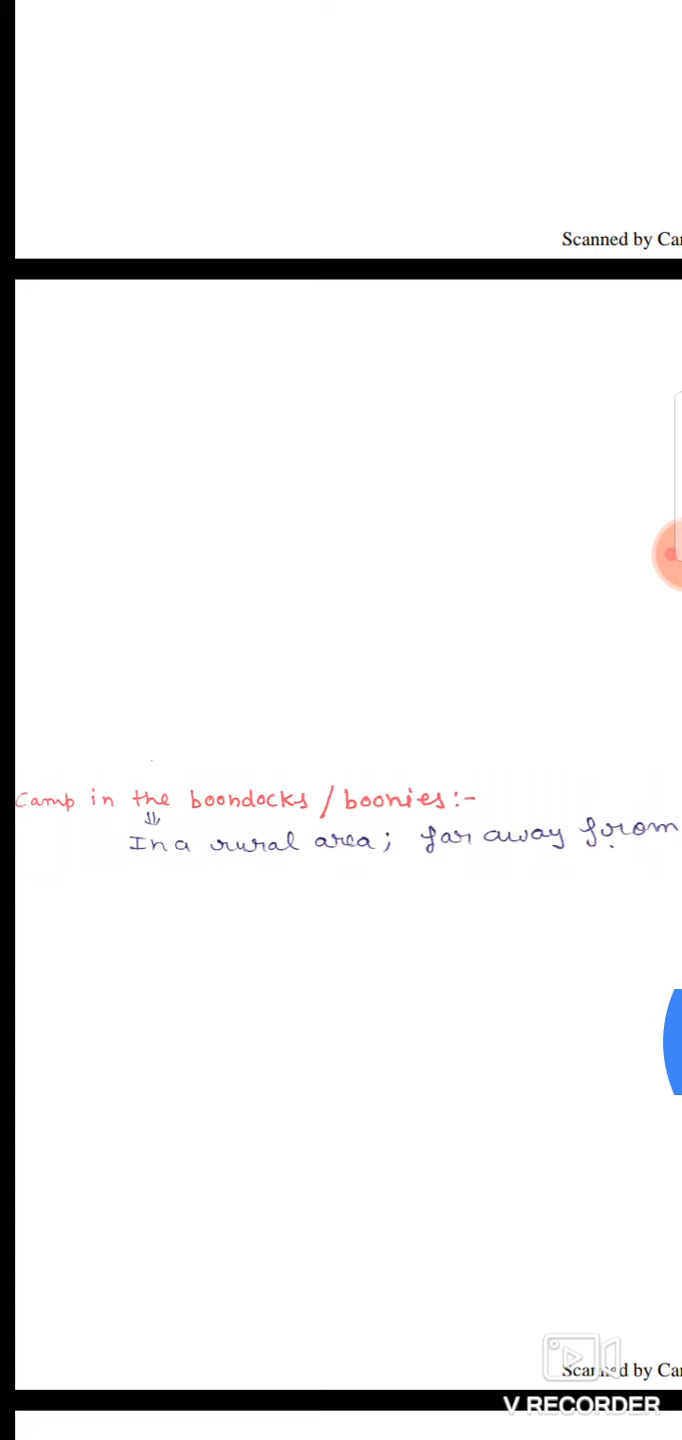 Scanned by Ca
Camp in the boondocks / boonies :-
In a rural area; far away from
Scanned by Ca
V RECORDER